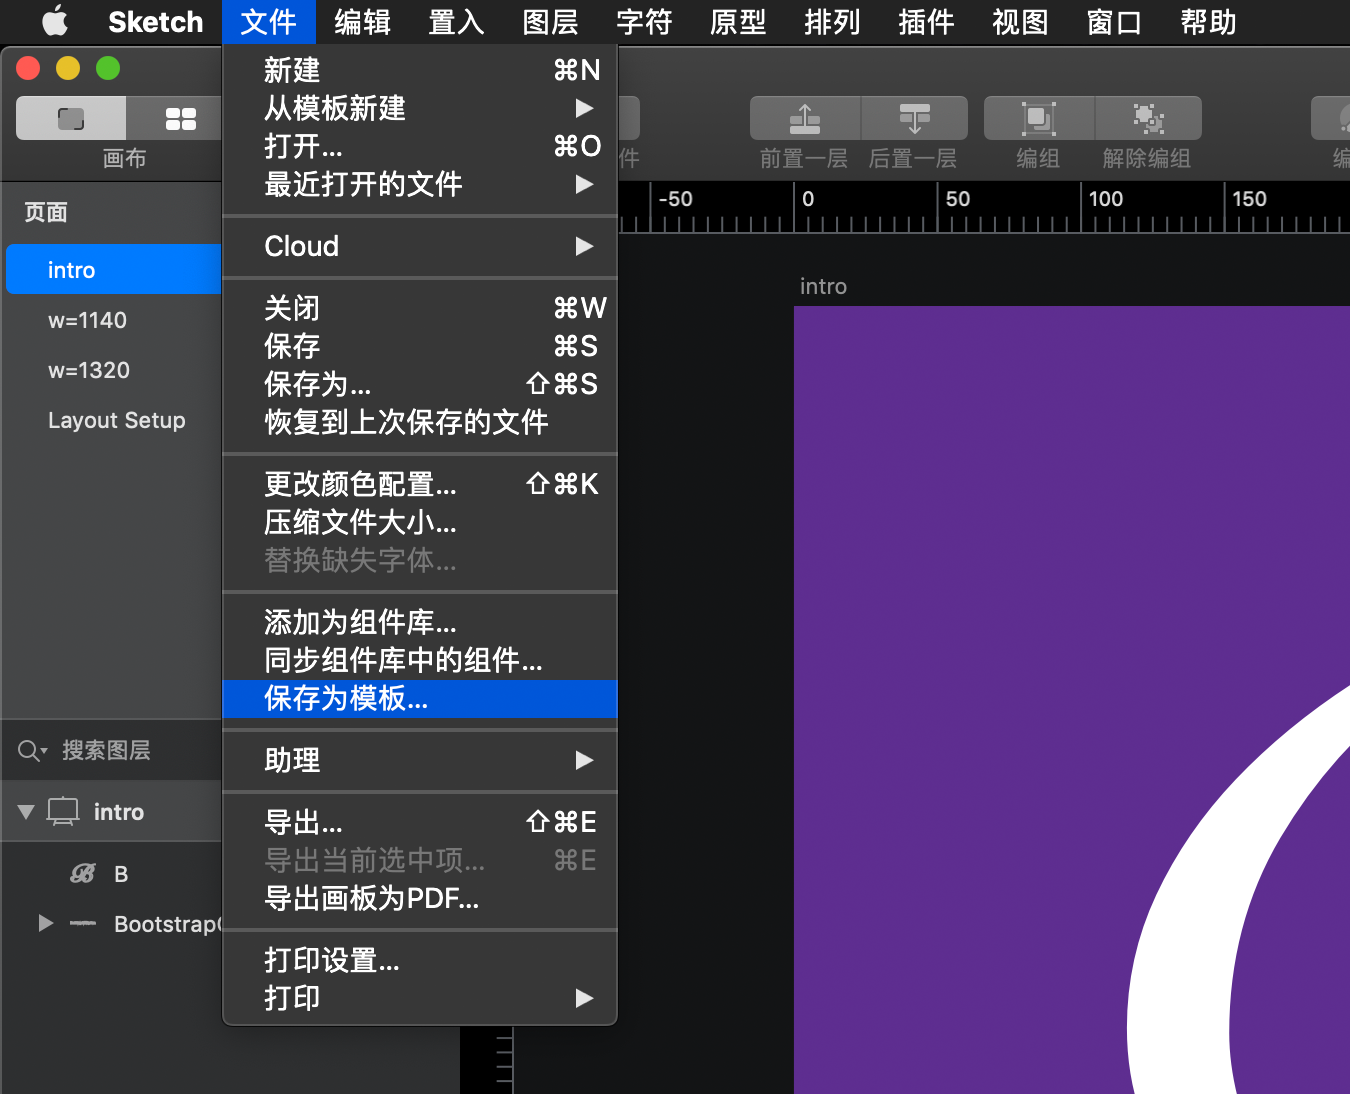 Sketch 文件 编辑 置入 图层 字符 原型 排列 插件 视图 窗口 帮助
画布
件
前置一层 后置一层 编组 解除编组 编
页面
intro
w=1140
w=1320
Layout Setup
搜索图层
intro
B
Bootstrap
新建 ⌘N
从模板新建 ▶
打开... ⌘O
最近打开的文件 ▶
Cloud ▶
关闭 ⌘W
保存 ⌘S
保存为... ⇧⌘S
恢复到上次保存的文件
更改颜色配置... ⇧⌘K
压缩文件大小...
替换缺失字体...
添加为组件库...
同步组件库中的组件...
保存为模板...
助理 ▶
导出... ⇧⌘E
导出当前选中项... ⌘E
导出画板为PDF...
打印设置...
打印 ▶
-50 0 50 100 150
intro